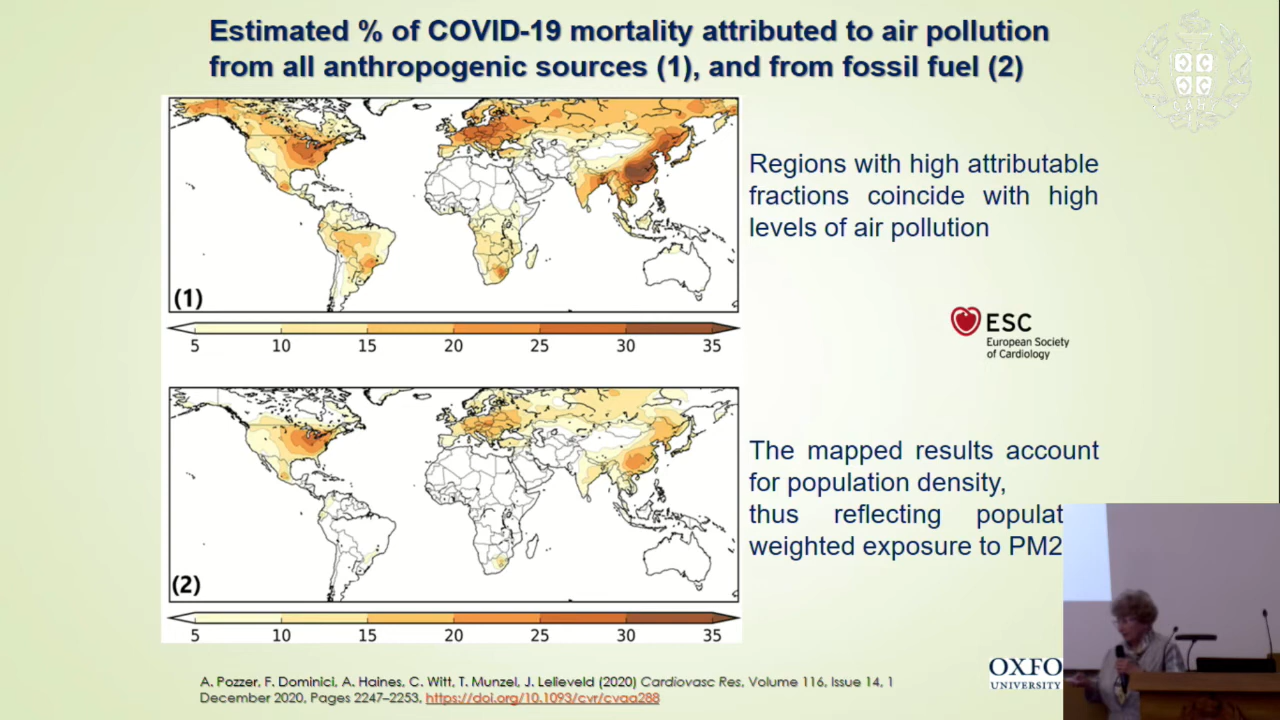 Estimated % of COVID-19 mortality attributed to air pollution
from all anthropogenic sources (1), and from fossil fuel (2)
(1)
5 10 15 20 25 30 35
Regions with high attributable
fractions coincide with high
levels of air pollution
ESC
European Society
of Cardiology
(2)
5 10 15 20 25 30 35
The mapped results account
for population density,
thus reflecting populat
weighted exposure to PM2
A. Pozzer, F. Dominici, A. Haines, C. Witt, T. Munzel, J. Lelieveld (2020) Cardiovasc Res, Volume 116, Issue 14, 1
December 2020, Pages 2247–2253, https://doi.org/10.1093/cvr/cvaa288
OXFO
UNIVERSITY